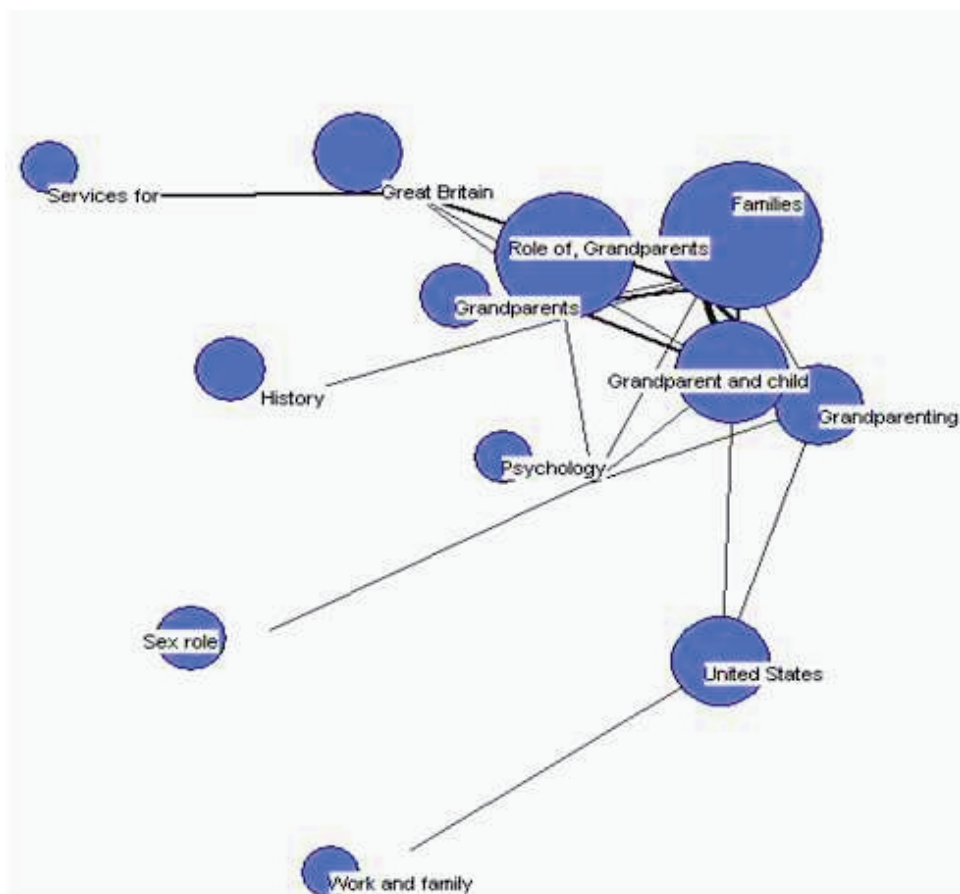 Services for
Great Britain
Families
Role of, Grandparents
Grandparents
Grandparent and child
History
Grandparenting
Psychology
Sex role
United States
Work and family